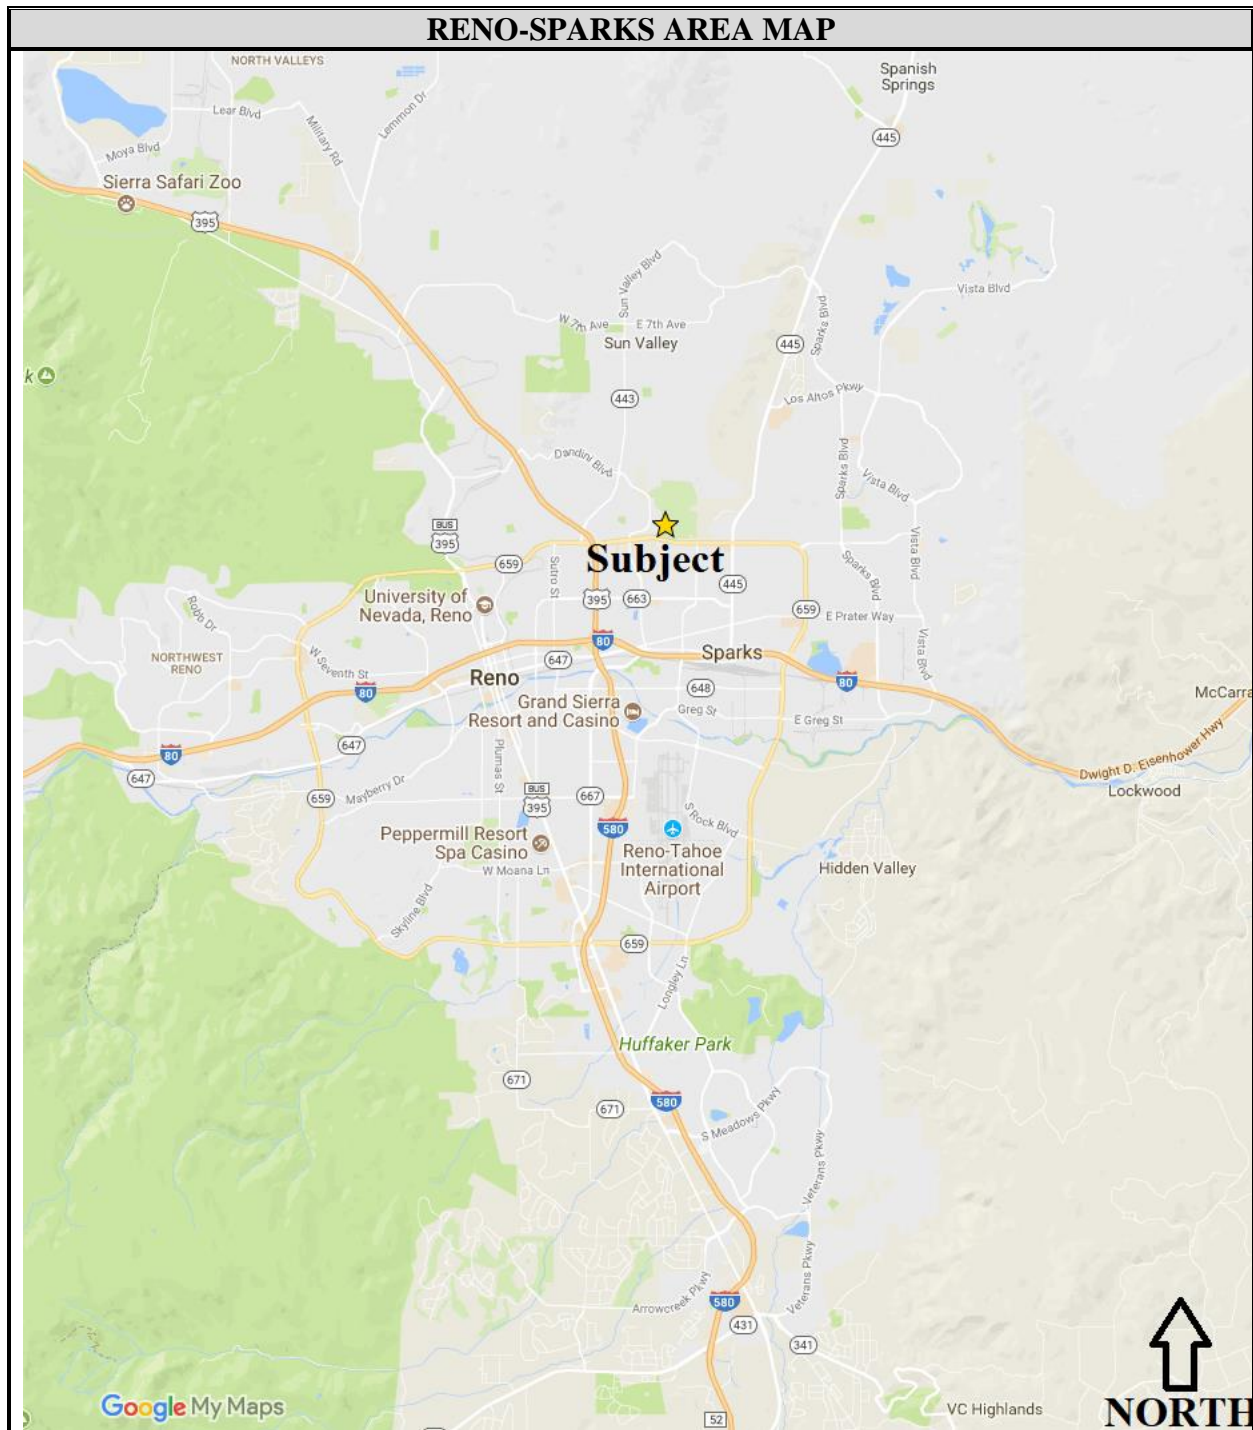 RENO-SPARKS AREA MAP
NORTH VALLEYS
Spanish
Springs
Lear Blvd
Military Rd
Lemmon Dr
445
Moya Blvd
Sierra Safari Zoo
395
Sun Valley Blvd
Vista Blvd
W 7th Ave
E 7th Ave
Sun Valley
445
Sparks Blvd
k
443
Los Altos Pkwy
Dandini Blvd
Sparks Blvd
Vista Blvd
BUS
395
Subject
659
Sutro St
445
Vista Blvd
Sparks Blvd
University of
Nevada, Reno
395
663
659
E Prater Way
Robb Dr
80
NORTHWEST
RENO
W Seventh St
647
Sparks
Vista Blvd
80
Reno
80
648
McCarra
Grand Sierra
Resort and Casino
Greg St
E Greg St
647
80
Plumas St
Dwight D. Eisenhower Hwy
647
Lockwood
659
Mayberry Dr
BUS
395
667
580
S Rock Blvd
Peppermill Resort
Spa Casino
Reno-Tahoe
International
Airport
W Moana Ln
Hidden Valley
Skyline Blvd
659
Longley Ln
Huffaker Park
671
580
671
S Meadows Pkwy
Veterans Pkwy
Veterans Pkwy
Arrowcreek Pkwy
580
431
341
Google My Maps
52
VC Highlands
NORTH